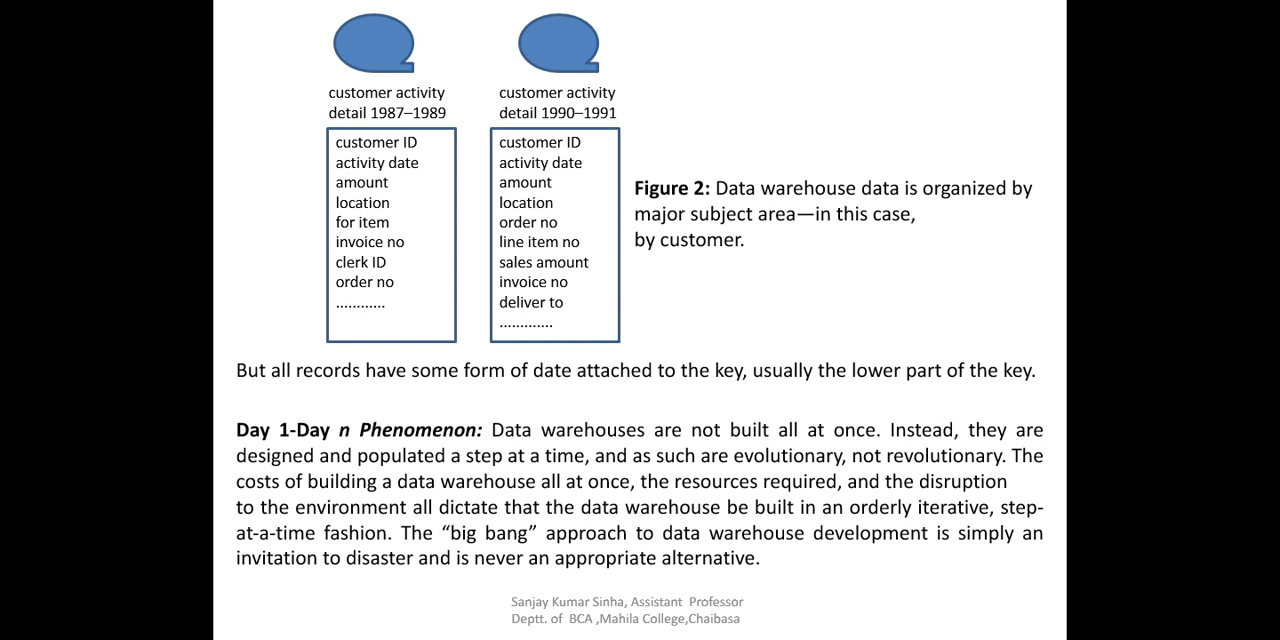 customer activity
detail 1987–1989
customer ID
activity date
amount
location
for item
invoice no
clerk ID
order no
............
customer activity
detail 1990–1991
customer ID
activity date
amount
location
order no
line item no
sales amount
invoice no
deliver to
.............
Figure 2: Data warehouse data is organized by
major subject area—in this case,
by customer.
But all records have some form of date attached to the key, usually the lower part of the key.
Day 1-Day n Phenomenon: Data warehouses are not built all at once. Instead, they are
designed and populated a step at a time, and as such are evolutionary, not revolutionary. The
costs of building a data warehouse all at once, the resources required, and the disruption
to the environment all dictate that the data warehouse be built in an orderly iterative, step-
at-a-time fashion. The “big bang” approach to data warehouse development is simply an
invitation to disaster and is never an appropriate alternative.
Sanjay Kumar Sinha, Assistant  Professor
Deptt. of  BCA ,Mahila College,Chaibasa